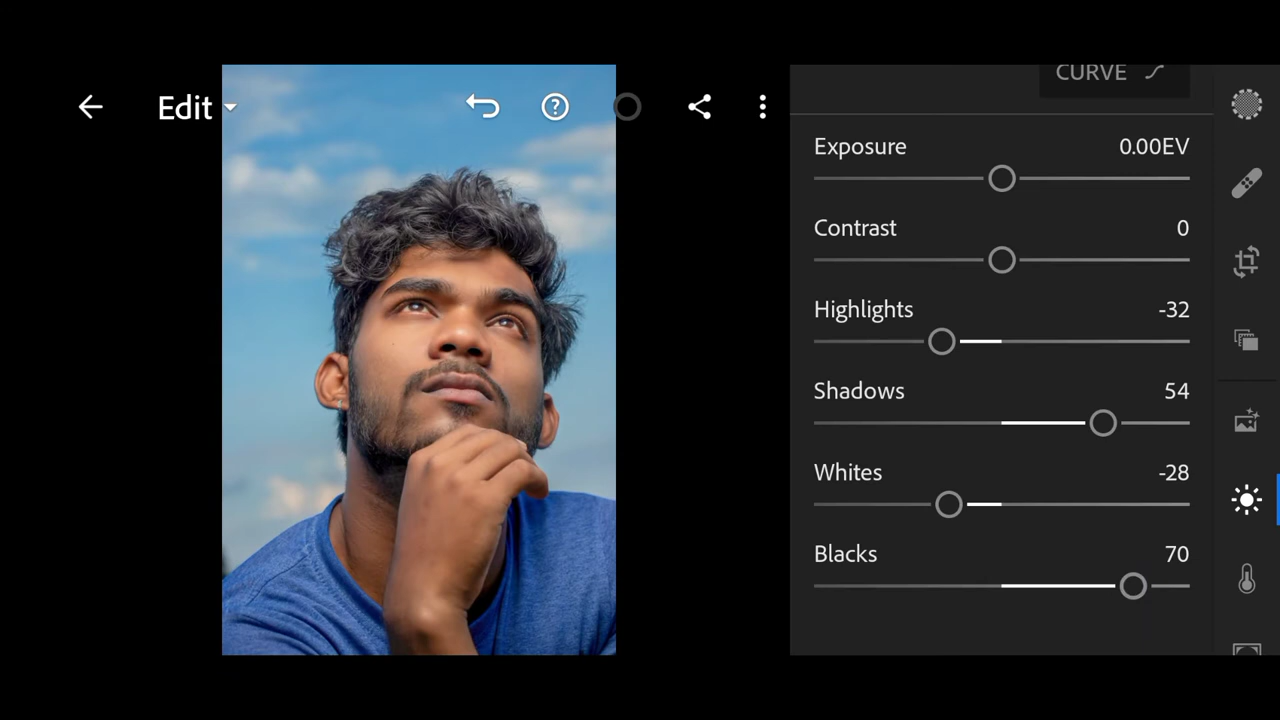 Edit
CURVE
Exposure 0.00EV
Contrast 0
Highlights -32
Shadows 54
Whites -28
Blacks 70